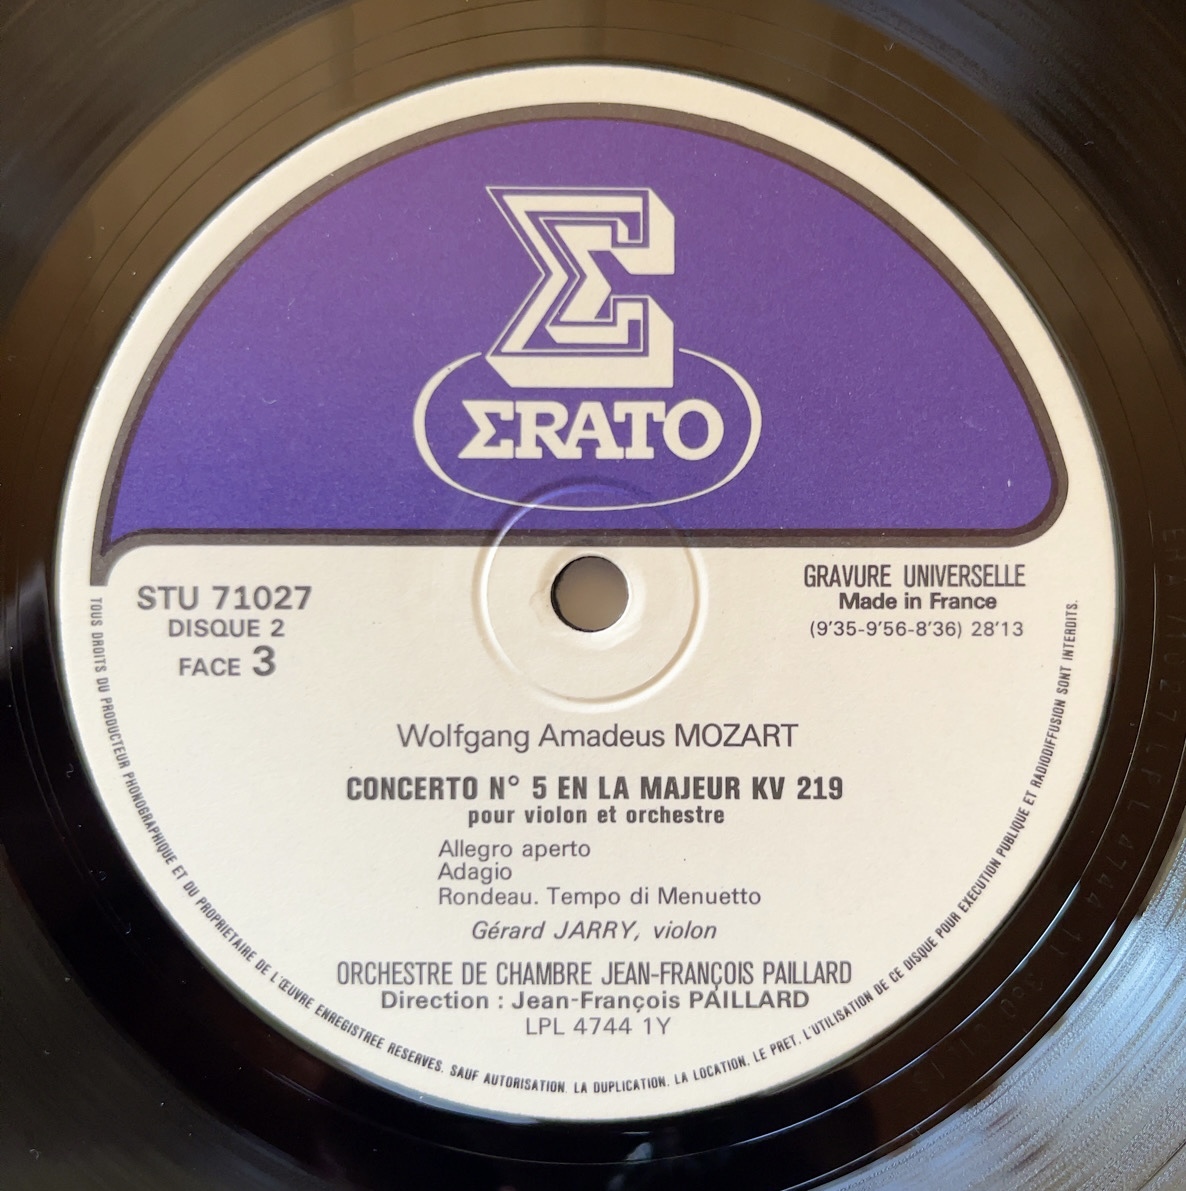 Σ
ΣRATO
STU 71027
DISQUE 2
FACE 3
GRAVURE UNIVERSELLE
Made in France
(9'35-9'56-8'36) 28'13
Wolfgang Amadeus MOZART
CONCERTO N° 5 EN LA MAJEUR KV 219
pour violon et orchestre
Allegro aperto
Adagio
Rondeau. Tempo di Menuetto
Gérard JARRY, violon
ORCHESTRE DE CHAMBRE JEAN-FRANÇOIS PAILLARD
Direction : Jean-François PAILLARD
LPL 4744 1Y
TOUS DROITS DU PRODUCTEUR PHONOGRAPHIQUE ET DU PROPRIETAIRE DE L'ŒUVRE ENREGISTREE RESERVES. SAUF AUTORISATION. LA DUPLICATION. LA LOCATION. LE PRET. L'UTILISATION DE CE DISQUE POUR EXECUTION PUBLIQUE ET RADIODIFFUSION SONT INTERDITS.